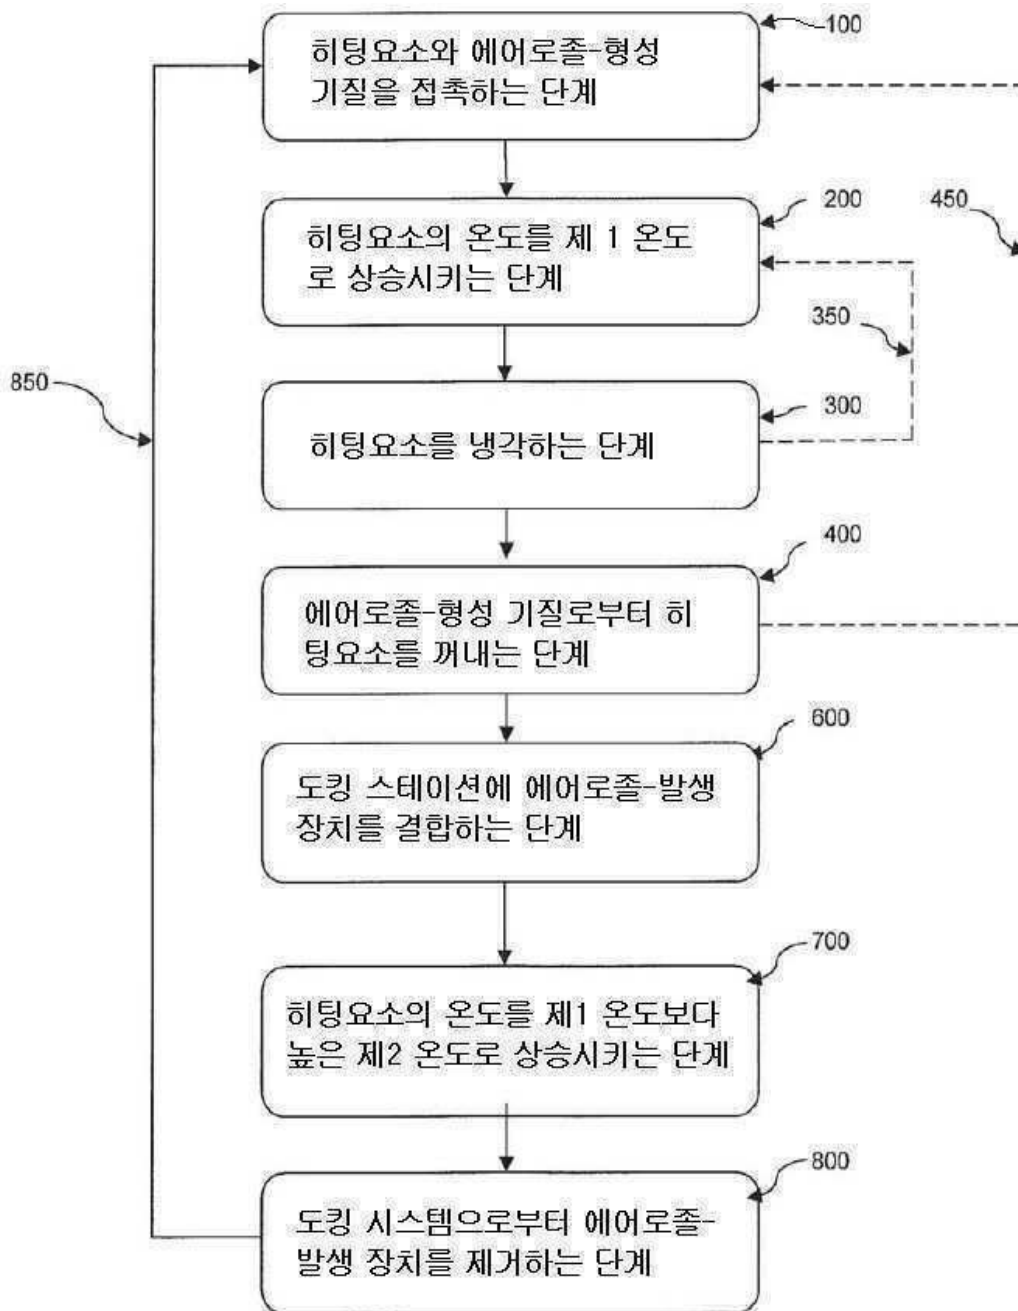 100
히팅요소와 에어로졸-형성
기질을 접촉하는 단계
200
450
히팅요소의 온도를 제 1 온도
로 상승시키는 단계
350
850
300
히팅요소를 냉각하는 단계
400
에어로졸-형성 기질로부터 히
팅요소를 꺼내는 단계
600
도킹 스테이션에 에어로졸-발생
장치를 결합하는 단계
700
히팅요소의 온도를 제1 온도보다
높은 제2 온도로 상승시키는 단계
800
도킹 시스템으로부터 에어로졸-
발생 장치를 제거하는 단계